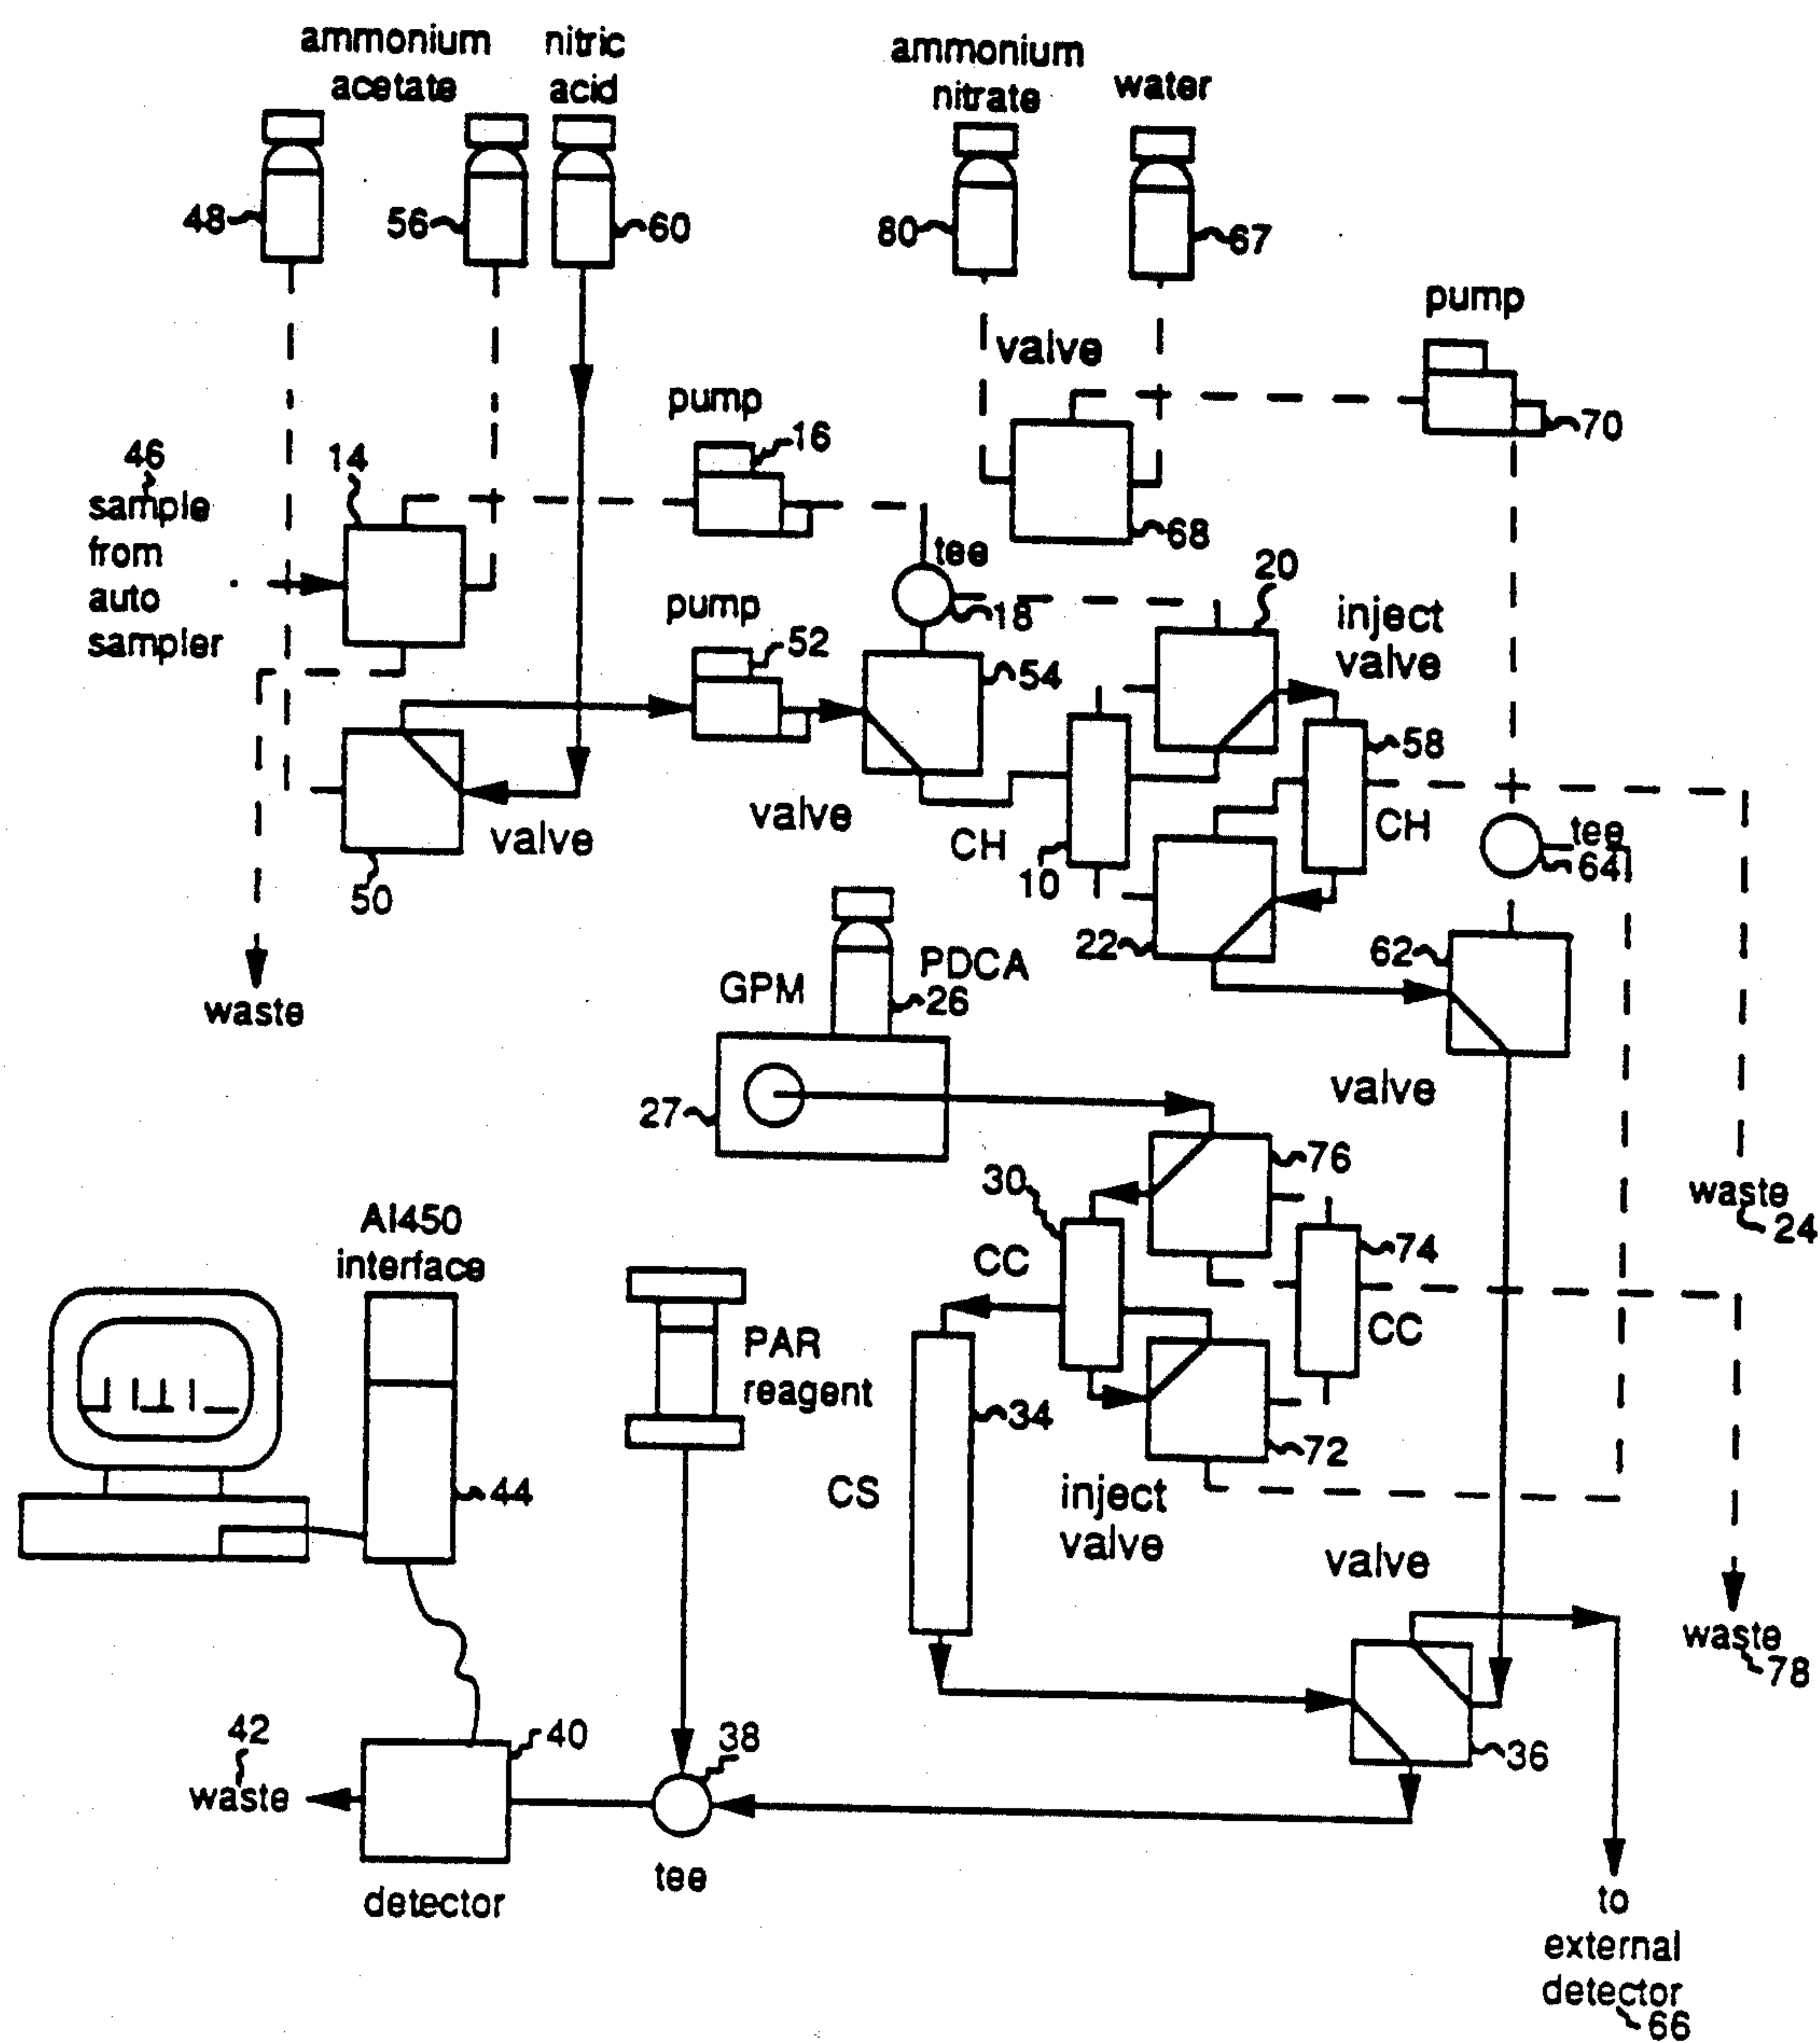 ammonium
acetate
nitric
acid
ammonium
nitrate
water
48
56
60
80
67
pump
70
valve
68
46
sample
from
auto
sampler
14
pump
16
tee
18
20
inject
valve
pump
52
54
58
CH
valve
valve
50
CH
10
tee
64
22
62
waste
GPM
PDCA
26
27
valve
76
30
CC
74
CC
waste
24
AI450
interface
PAR
reagent
34
72
CS
inject
valve
44
valve
waste
78
42
waste
40
38
36
tee
detector
to
external
detector
66